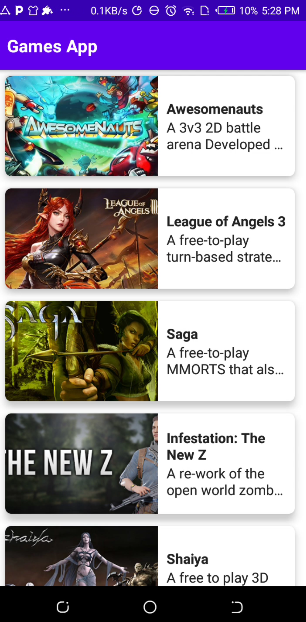 0.1KB/s 10% 5:28 PM
Games App
AWESOMENAUTS
Awesomenauts
A 3v3 2D battle
arena Developed ...
LEAGUE OF
ANGELS III
League of Angels 3
A free-to-play
turn-based strate...
SAGA
Saga
A free-to-play
MMORTS that als...
THE NEW Z
Infestation: The
New Z
A re-work of the
open world zomb...
Shaiya
Shaiya
A free to play 3D